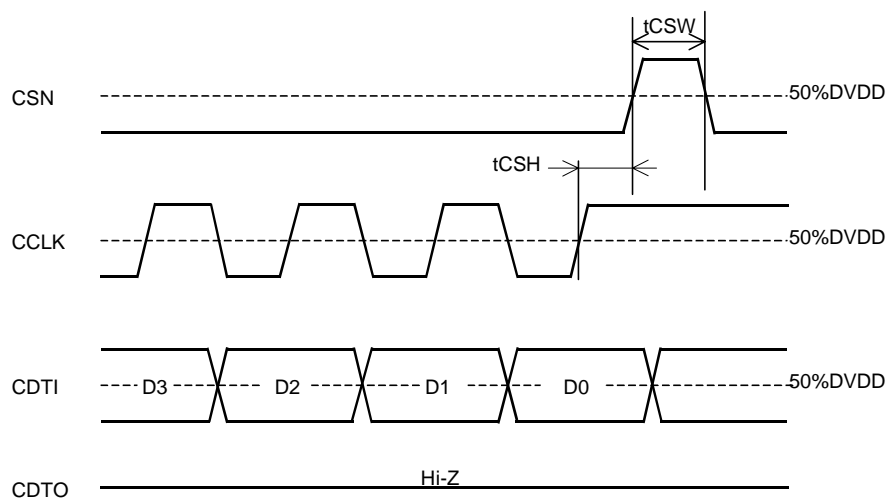 tCSW
CSN
50%DVDD
tCSH
CCLK
50%DVDD
CDTI
D3
D2
D1
D0
50%DVDD
CDTO
Hi-Z